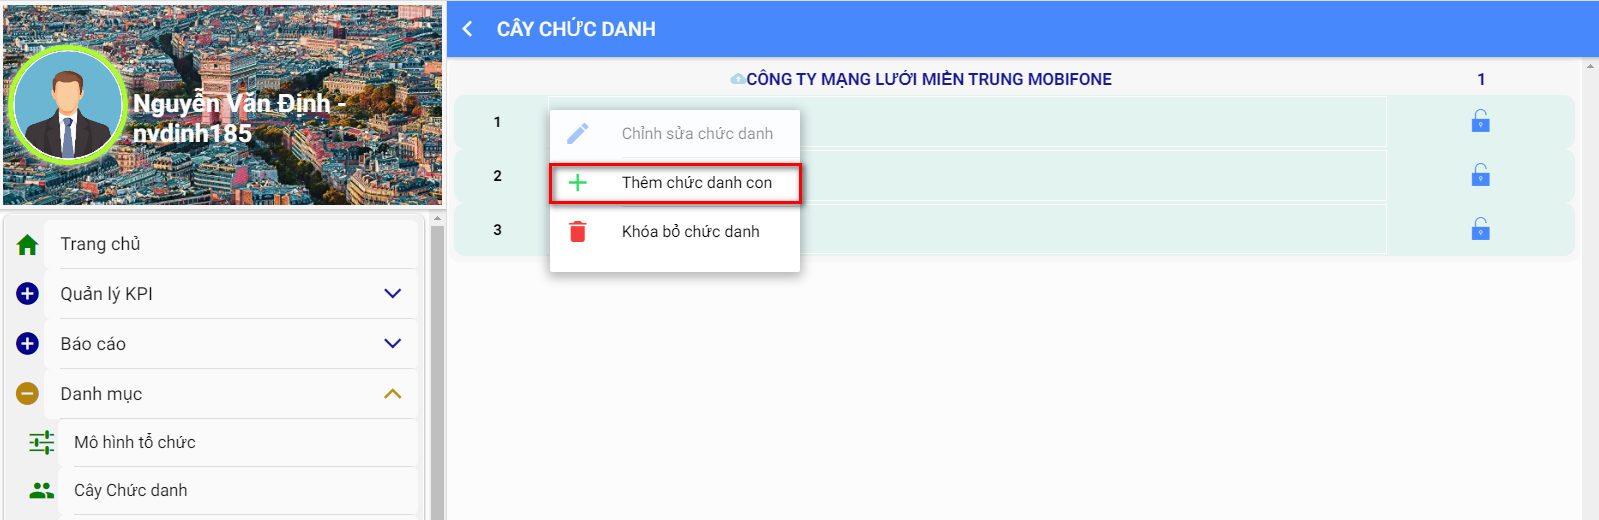 Nguyễn Văn Định -
nvdinh185
Trang chủ
Quản lý KPI
Báo cáo
Danh mục
Mô hình tổ chức
Cây Chức danh
CÂY CHỨC DANH
CÔNG TY MẠNG LƯỚI MIỀN TRUNG MOBIFONE 1
1
2
3
Chỉnh sửa chức danh
Thêm chức danh con
Khóa bỏ chức danh